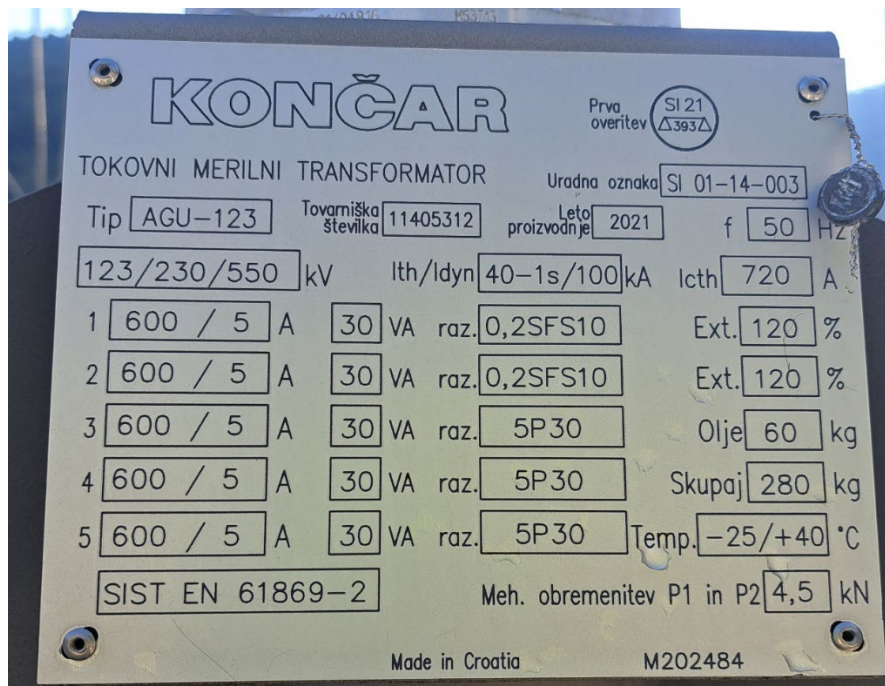 M53713
KONČAR
Prva overitev
SI 21
393
TOKOVNI MERILNI TRANSFORMATOR
Uradna oznaka SI 01-14-003
Tip AGU-123 Tovarniška številka 11405312 Leto proizvodnje 2021 f 50 Hz
123/230/550 kV Ith/Idyn 40-1s/100 kA Icth 720 A
1 600 / 5 A 30 VA raz. 0,2SFS10 Ext. 120 %
2 600 / 5 A 30 VA raz. 0,2SFS10 Ext. 120 %
3 600 / 5 A 30 VA raz. 5P30 Olje 60 kg
4 600 / 5 A 30 VA raz. 5P30 Skupaj 280 kg
5 600 / 5 A 30 VA raz. 5P30 Temp. -25/+40 °C
SIST EN 61869-2 Meh. obremenitev P1 in P2 4,5 kN
Made in Croatia M202484